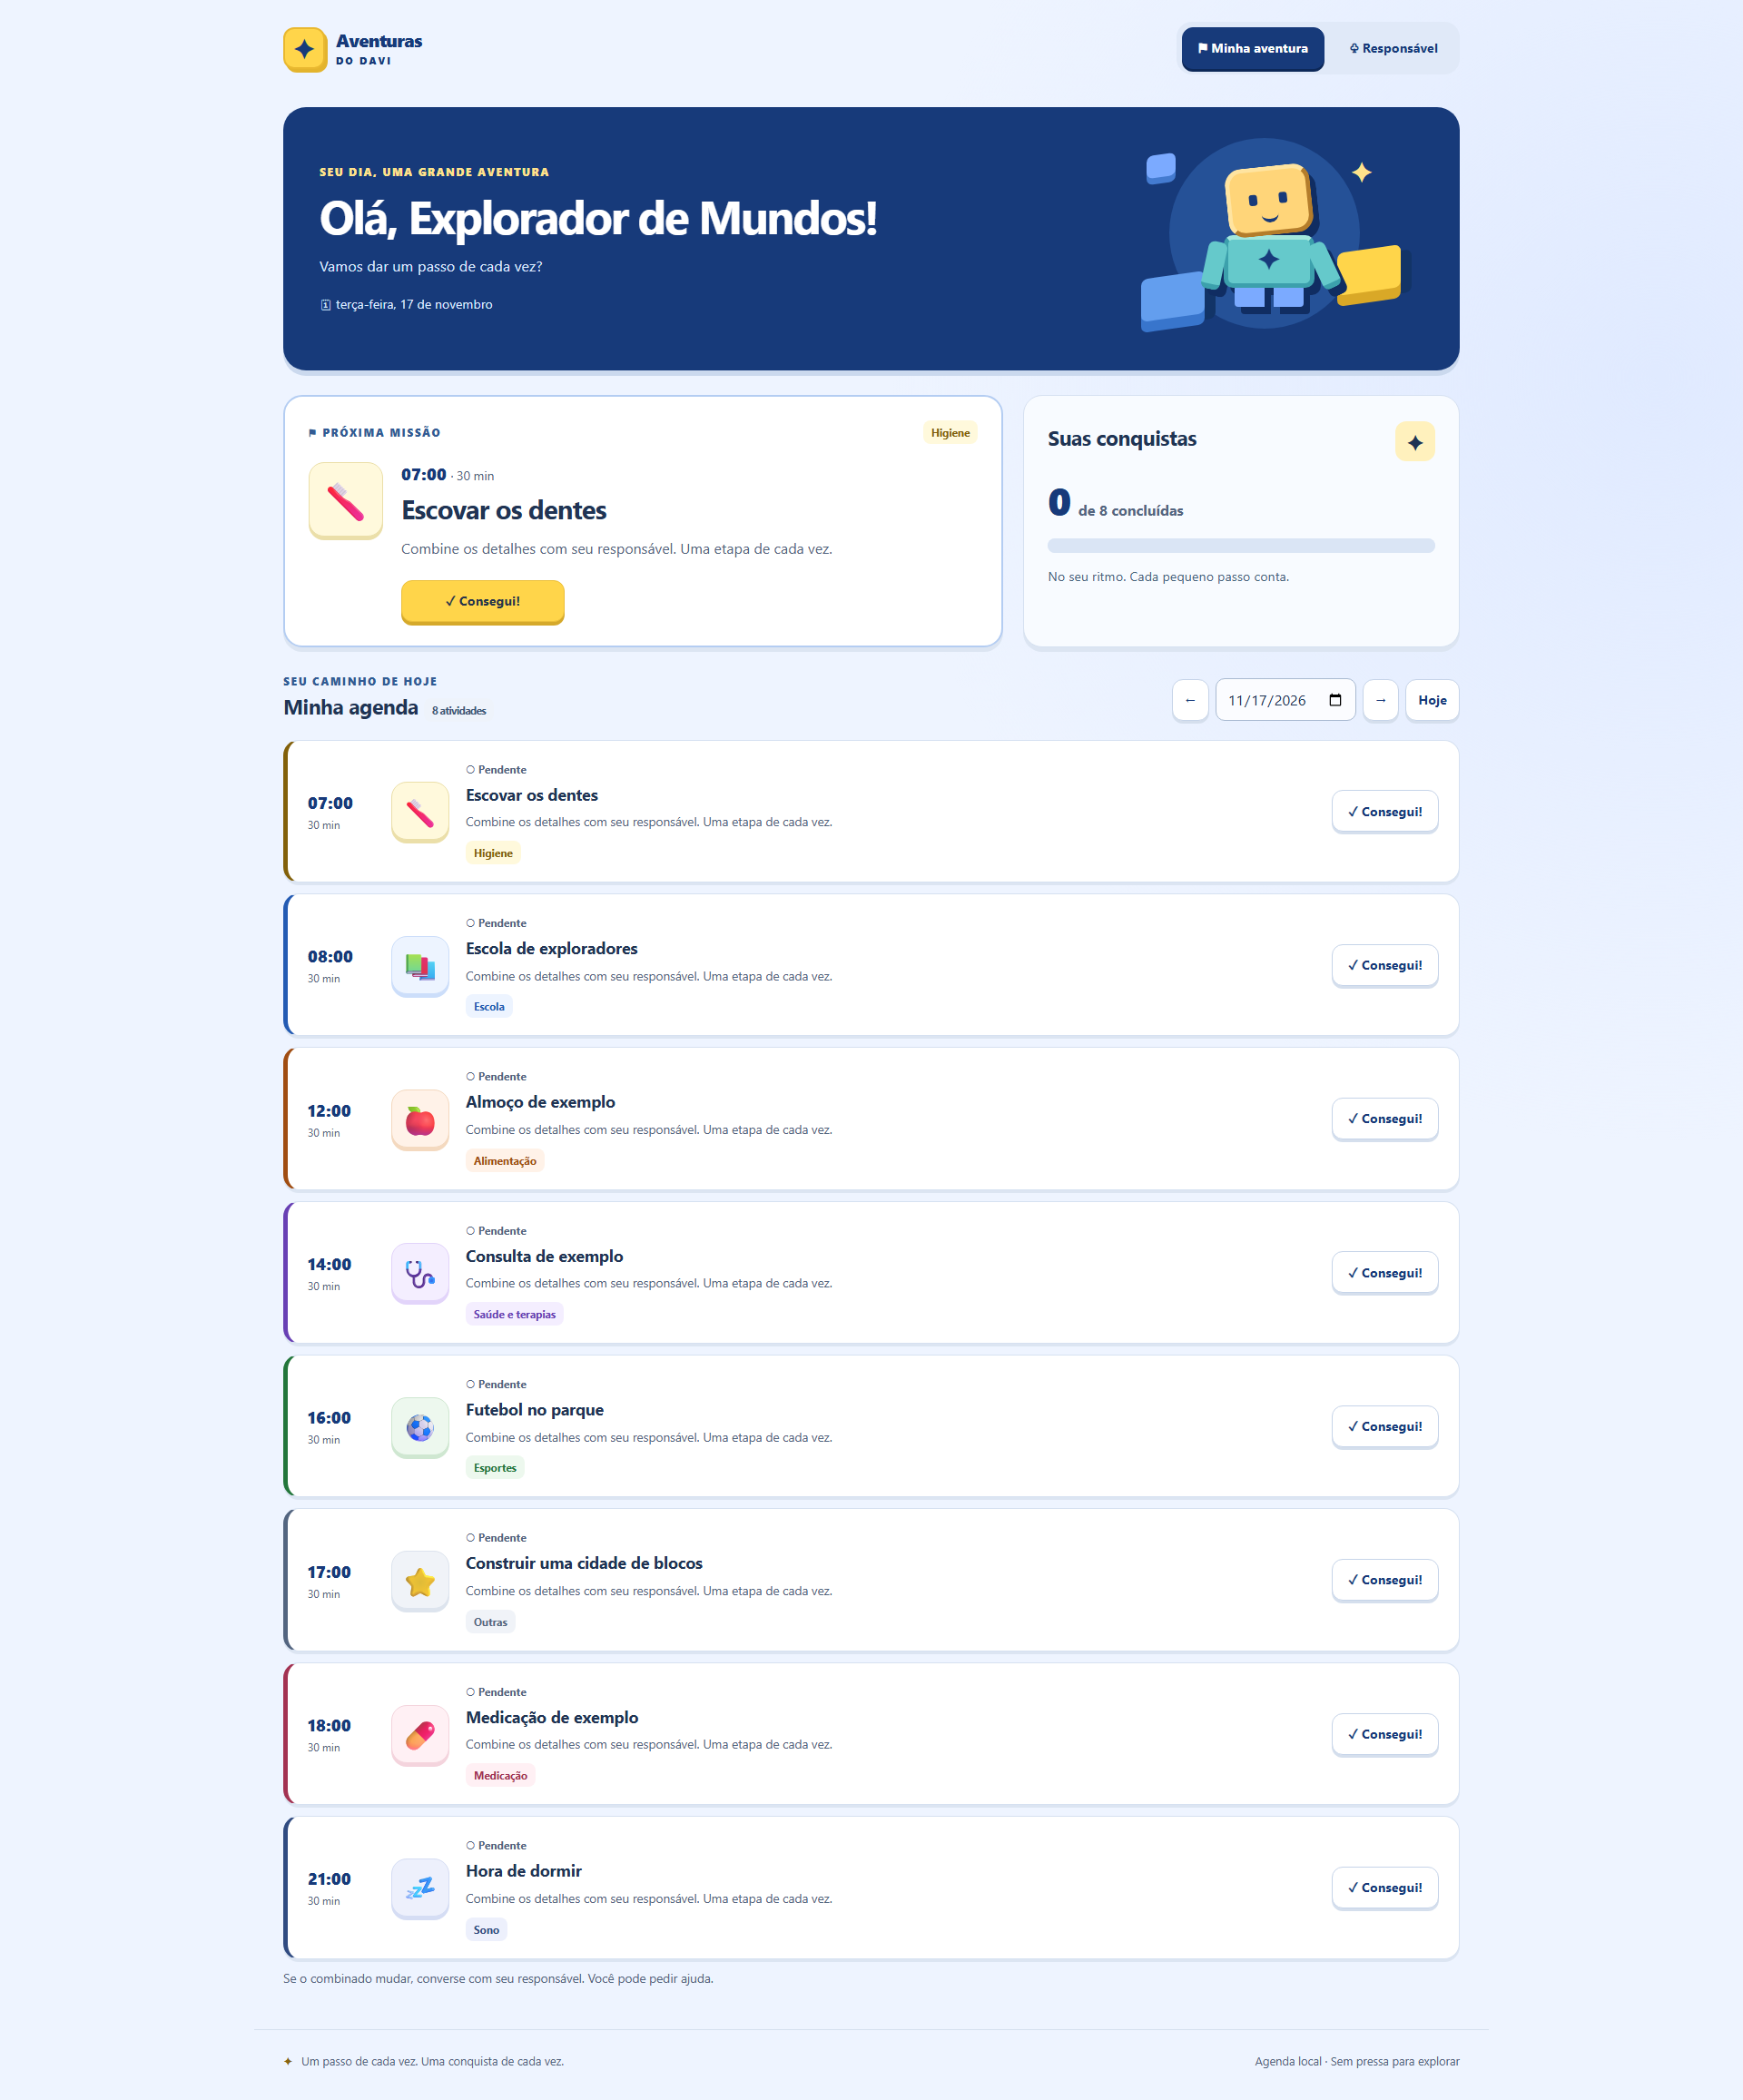 Aventuras
DO DAVI
Minha aventura
Responsável
SEU DIA, UMA GRANDE AVENTURA
Olá, Explorador de Mundos!
Vamos dar um passo de cada vez?
terça-feira, 17 de novembro
PRÓXIMA MISSÃO
Higiene
07:00 · 30 min
Escovar os dentes
Combine os detalhes com seu responsável. Uma etapa de cada vez.
✓ Consegui!
Suas conquistas
0 de 8 concluídas
No seu ritmo. Cada pequeno passo conta.
SEU CAMINHO DE HOJE
Minha agenda 8 atividades
← 11/17/2026 → Hoje
07:00
30 min
Pendente
Escovar os dentes
Combine os detalhes com seu responsável. Uma etapa de cada vez.
Higiene
✓ Consegui!
08:00
30 min
Pendente
Escola de exploradores
Combine os detalhes com seu responsável. Uma etapa de cada vez.
Escola
✓ Consegui!
12:00
30 min
Pendente
Almoço de exemplo
Combine os detalhes com seu responsável. Uma etapa de cada vez.
Alimentação
✓ Consegui!
14:00
30 min
Pendente
Consulta de exemplo
Combine os detalhes com seu responsável. Uma etapa de cada vez.
Saúde e terapias
✓ Consegui!
16:00
30 min
Pendente
Futebol no parque
Combine os detalhes com seu responsável. Uma etapa de cada vez.
Esportes
✓ Consegui!
17:00
30 min
Pendente
Construir uma cidade de blocos
Combine os detalhes com seu responsável. Uma etapa de cada vez.
Outras
✓ Consegui!
18:00
30 min
Pendente
Medicação de exemplo
Combine os detalhes com seu responsável. Uma etapa de cada vez.
Medicação
✓ Consegui!
21:00
30 min
Pendente
Hora de dormir
Combine os detalhes com seu responsável. Uma etapa de cada vez.
Sono
✓ Consegui!
Se o combinado mudar, converse com seu responsável. Você pode pedir ajuda.
Um passo de cada vez. Uma conquista de cada vez.
Agenda local · Sem pressa para explorar